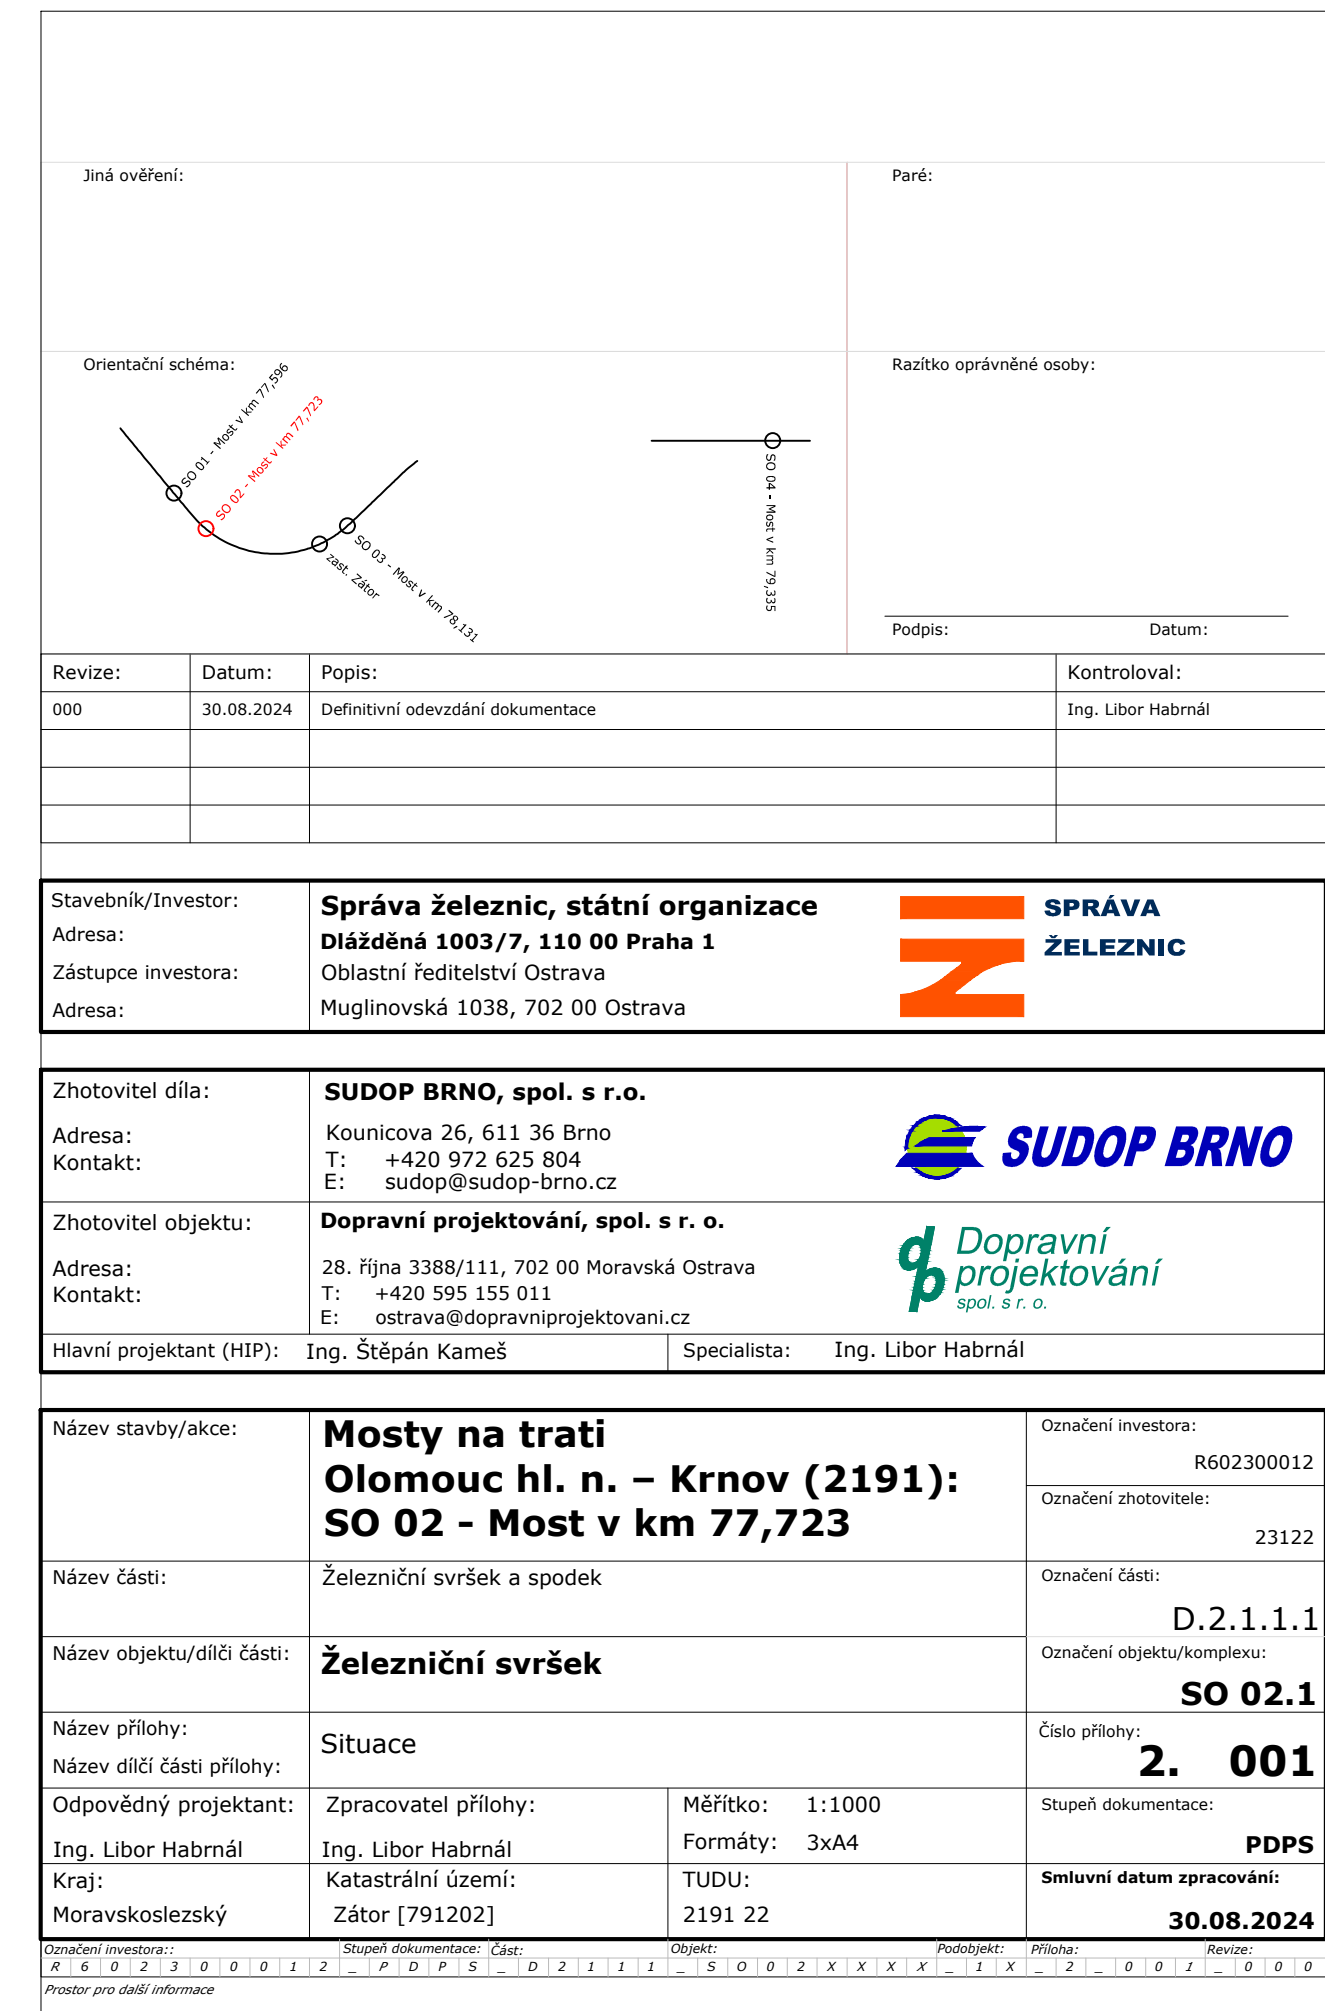 Jiná ověření:
Paré:
Orientační schéma:
Razítko oprávněné osoby:
SO 01 - Most v km 77,596
SO 02 - Most v km 77,723
zast. Zátor
SO 03 - Most v km 78,131
SO 04 - Most v km 79,335
Podpis: Datum:
Revize: Datum: Popis: Kontroloval:
000 30.08.2024 Definitivní odevzdání dokumentace Ing. Libor Habrnál
Stavebník/Investor: Správa železnic, státní organizace
Adresa: Dlážděná 1003/7, 110 00 Praha 1
Zástupce investora: Oblastní ředitelství Ostrava
Adresa: Muglinovská 1038, 702 00 Ostrava
SPRÁVA
ŽELEZNIC
Zhotovitel díla: SUDOP BRNO, spol. s r.o.
Adresa: Kounicova 26, 611 36 Brno
Kontakt: T: +420 972 625 804
E: sudop@sudop-brno.cz
SUDOP BRNO
Zhotovitel objektu: Dopravní projektování, spol. s r. o.
Adresa: 28. října 3388/111, 702 00 Moravská Ostrava
Kontakt: T: +420 595 155 011
E: ostrava@dopravniprojektovani.cz
dp Dopravní
projektování
spol. s r. o.
Hlavní projektant (HIP): Ing. Štěpán Kameš Specialista: Ing. Libor Habrnál
Název stavby/akce: Mosty na trati
Olomouc hl. n. – Krnov (2191):
SO 02 - Most v km 77,723
Označení investora:
R602300012
Označení zhotovitele:
23122
Název části: Železniční svršek a spodek Označení části:
D.2.1.1.1
Název objektu/dílči části: Železniční svršek Označení objektu/komplexu:
SO 02.1
Název přílohy: Situace Číslo přílohy:
Název dílčí části přílohy: 2. 001
Odpovědný projektant: Zpracovatel přílohy: Měřítko: 1:1000 Stupeň dokumentace:
Ing. Libor Habrnál Ing. Libor Habrnál Formáty: 3xA4 PDPS
Kraj: Katastrální území: TUDU: Smluvní datum zpracování:
Moravskoslezský Zátor [791202] 2191 22 30.08.2024
Označení investora:: Stupeň dokumentace: Část: Objekt: Podobjekt: Příloha: Revize:
R 6 0 2 3 0 0 0 1 2 _ P D P S _ D 2 1 1 1 _ S O 0 2 X X X X _ 1 X _ 2 _ 0 0 1 _ 0 0 0
Prostor pro další informace